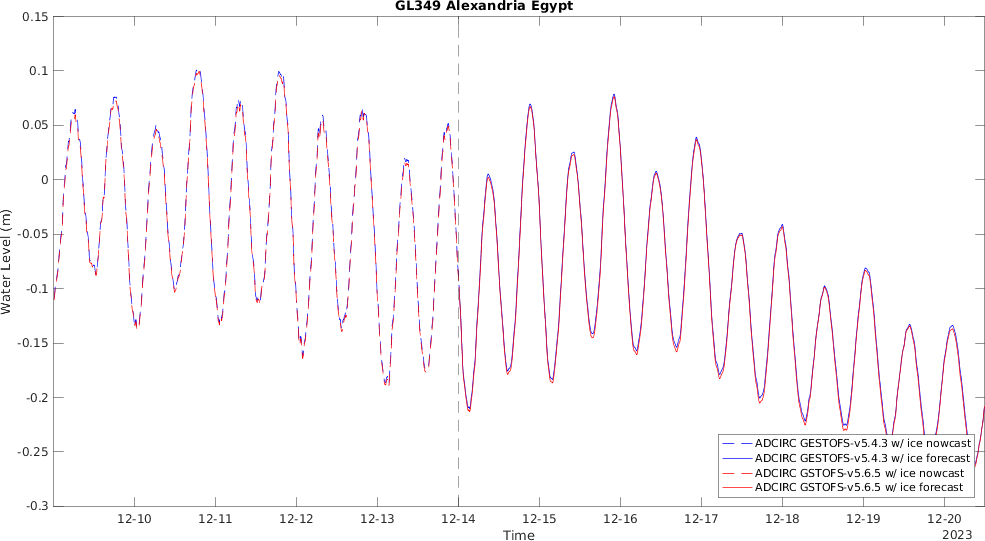 GL349 Alexandria Egypt
0.15
0.1
0.05
0
-0.05
-0.1
-0.15
-0.2
-0.25
-0.3
Water Level (m)
ADCIRC GESTOFS-v5.4.3 w/ ice nowcast
ADCIRC GESTOFS-v5.4.3 w/ ice forecast
ADCIRC GSTOFS-v5.6.5 w/ ice nowcast
ADCIRC GSTOFS-v5.6.5 w/ ice forecast
12-10 12-11 12-12 12-13 12-14 12-15 12-16 12-17 12-18 12-19 12-20
Time
2023